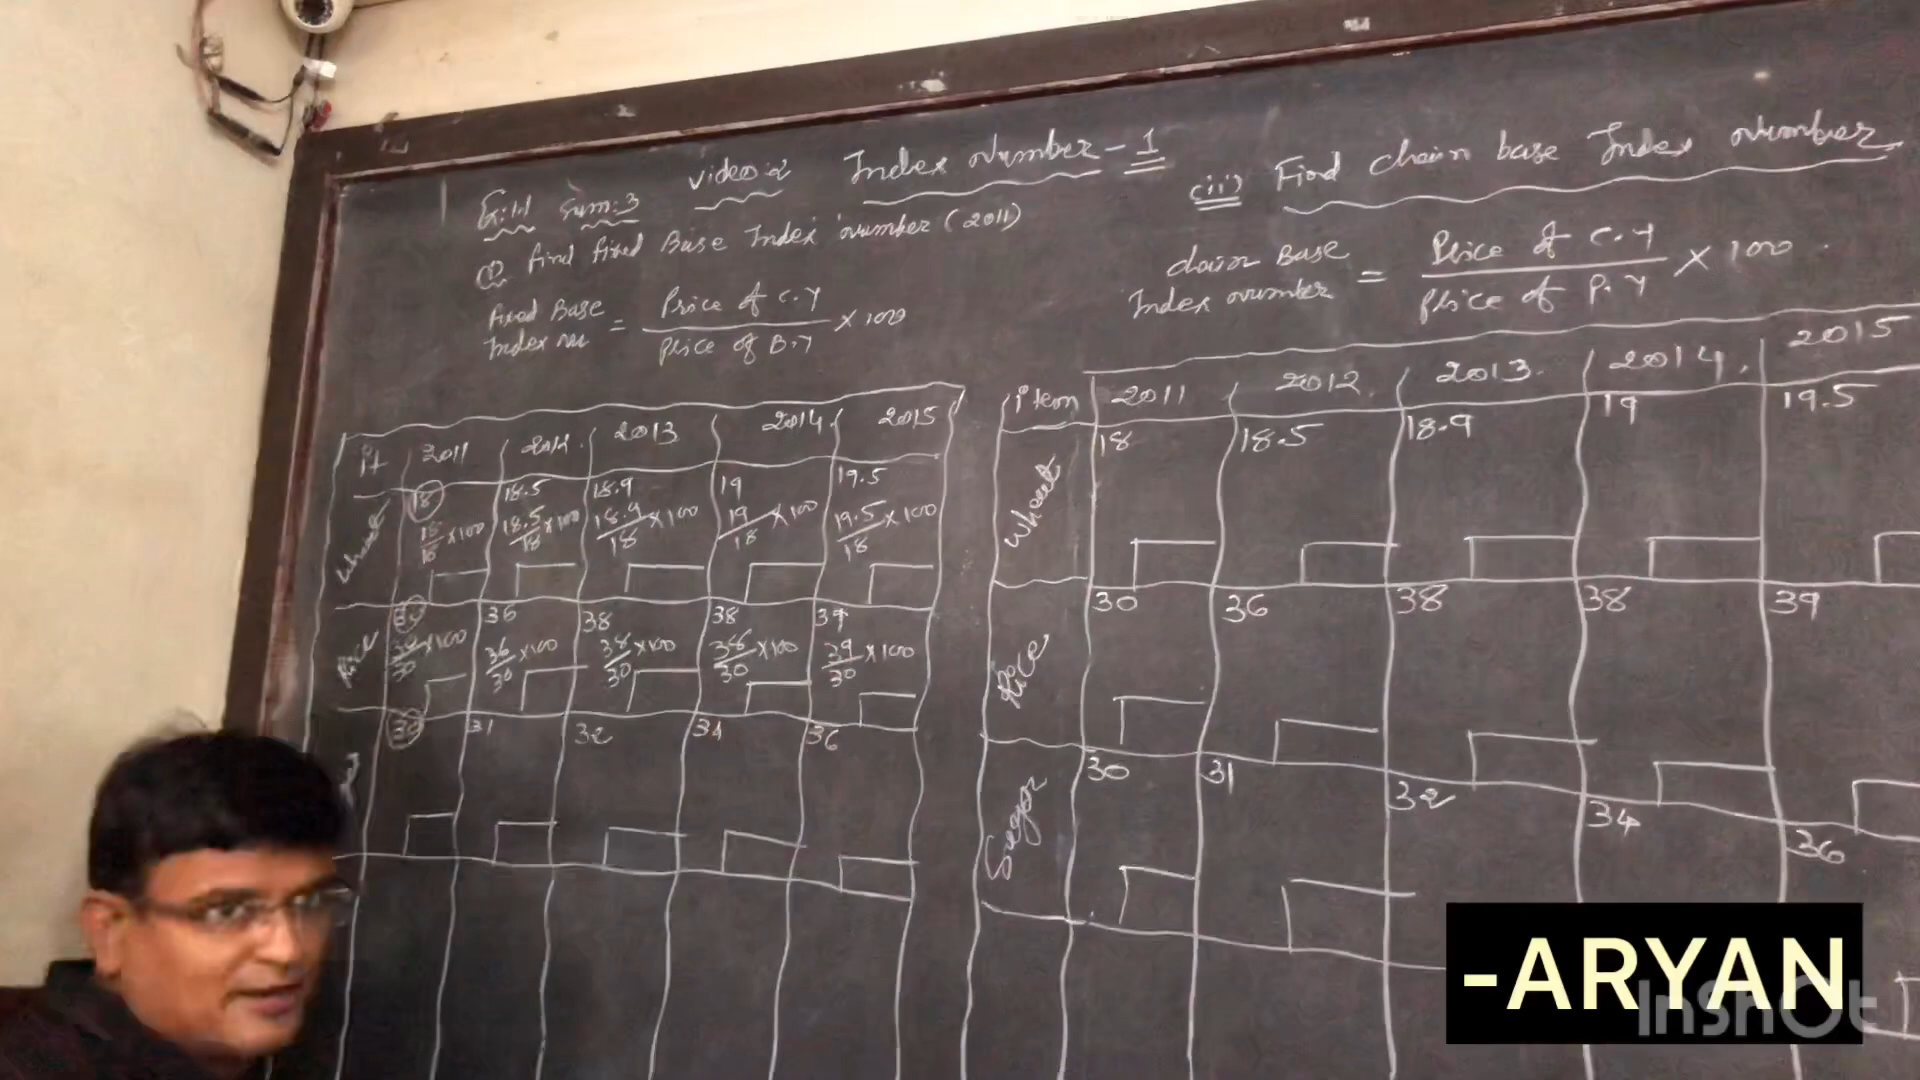 video:2 Index Number-1
Ex:1.1 Sum:3
(i) find fixed Base Index number (2011)
Fixed Base Index nu = Price of C.Y / Price of B.Y × 100
it 2011 2012 2013 2014 2015
Wheat 18 18.5 18.9 19 19.5
18/18 ×100 18.5/18 ×100 18.9/18 ×100 19/18 ×100 19.5/18 ×100
Rice 30 36 38 38 39
30/30 ×100 36/30 ×100 38/30 ×100 38/30 ×100 39/30 ×100
30 31 32 34 36
(ii) Find chain base Index number
chain Base Index number = Price of C.Y / Price of P.Y × 100
item 2011 2012. 2013. 2014. 2015
Wheat 18 18.5 18.9 19 19.5
Rice 30 36 38 38 39
Sugar 30 31 32 34 36
-ARYAN
InShOt